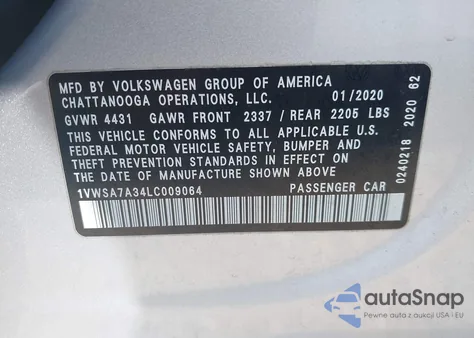 MFD BY VOLKSWAGEN GROUP OF AMERICA
CHATTANOOGA OPERATIONS, LLC. 01/2020
GVWR 4431 GAWR FRONT 2337 / REAR 2205 LBS
THIS VEHICLE CONFORMS TO ALL APPLICABLE U.S.
FEDERAL MOTOR VEHICLE SAFETY, BUMPER AND
THEFT PREVENTION STANDARDS IN EFFECT ON THE
DATE OF MANUFACTURE SHOWN ABOVE
1VWSA7A34LC009064 PASSENGER CAR
0240218 2020 62
autaSnap
Pewne auta z aukcji USA i EU